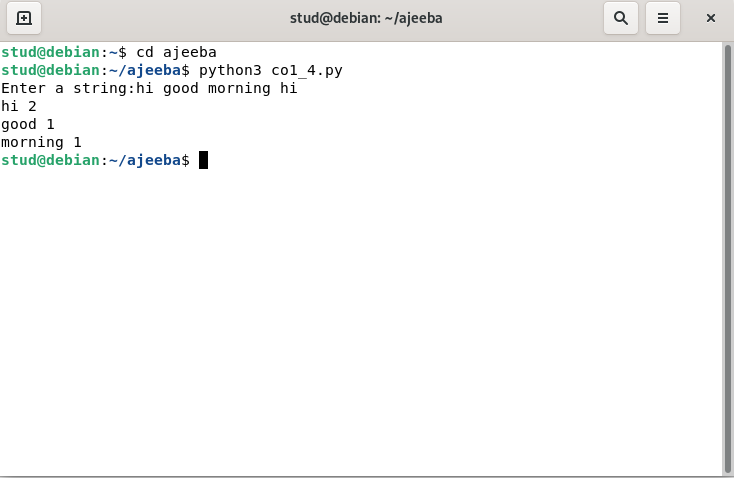 stud@debian: ~/ajeeba
stud@debian:~$ cd ajeeba
stud@debian:~/ajeeba$ python3 co1_4.py
Enter a string:hi good morning hi
hi 2
good 1
morning 1
stud@debian:~/ajeeba$